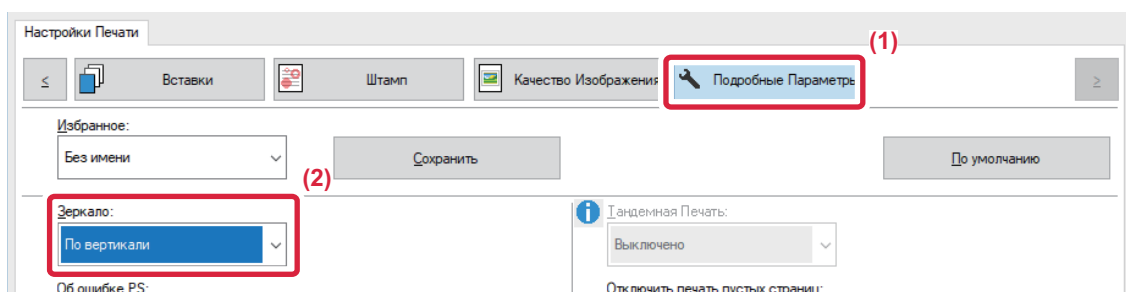 Настройки Печати
(1)
< Вставки Штамп Качество Изображения Подробные Параметры >
Избранное:
Без имени Сохранить По умолчанию
(2)
Зеркало: Тандемная Печать:
По вертикали Выключено
Об ошибке PS: Отключить печать пустых страниц: